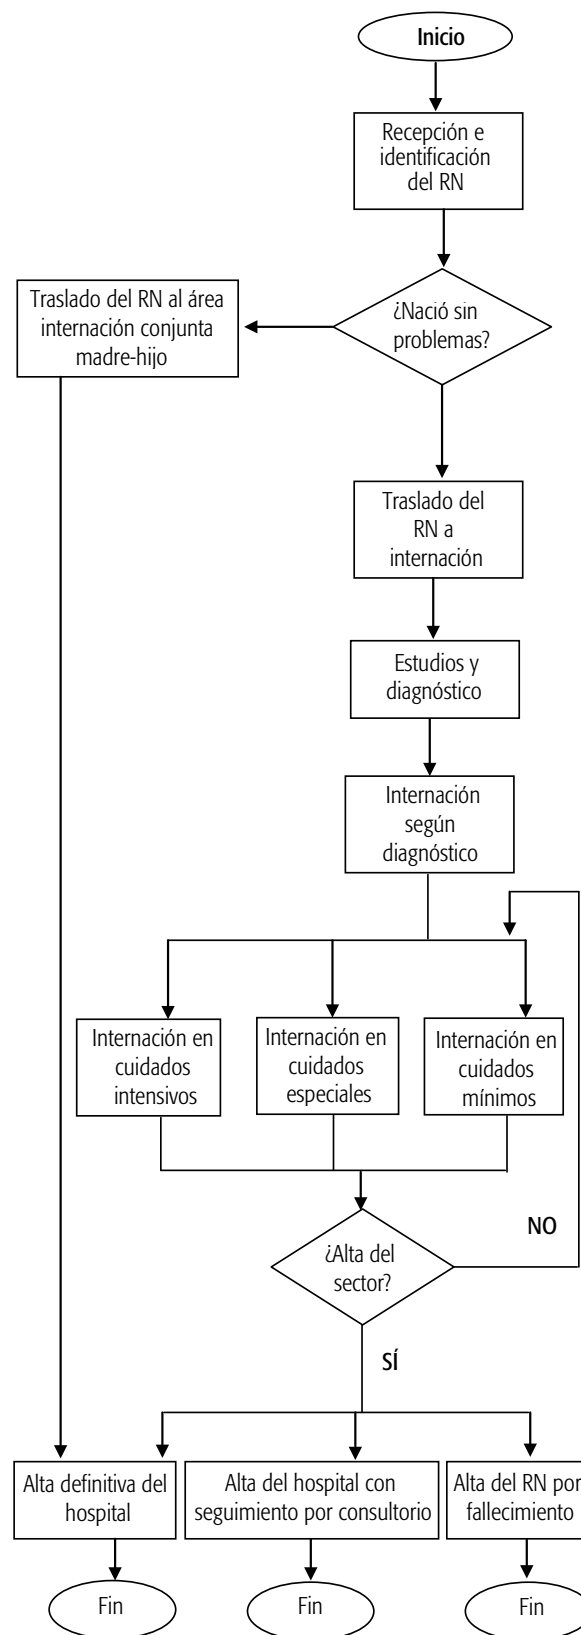 Inicio
Recepción e
identificación
del RN
¿Nació sin
problemas?
Traslado del RN al área
internación conjunta
madre-hijo
Traslado del
RN a
internación
Estudios y
diagnóstico
Internación
según
diagnóstico
Internación en
cuidados
intensivos
Internación en
cuidados
especiales
Internación en
cuidados
mínimos
¿Alta del
sector?
NO
SÍ
Alta definitiva del
hospital
Alta del hospital con
seguimiento por consultorio
Alta del RN por
fallecimiento
Fin
Fin
Fin